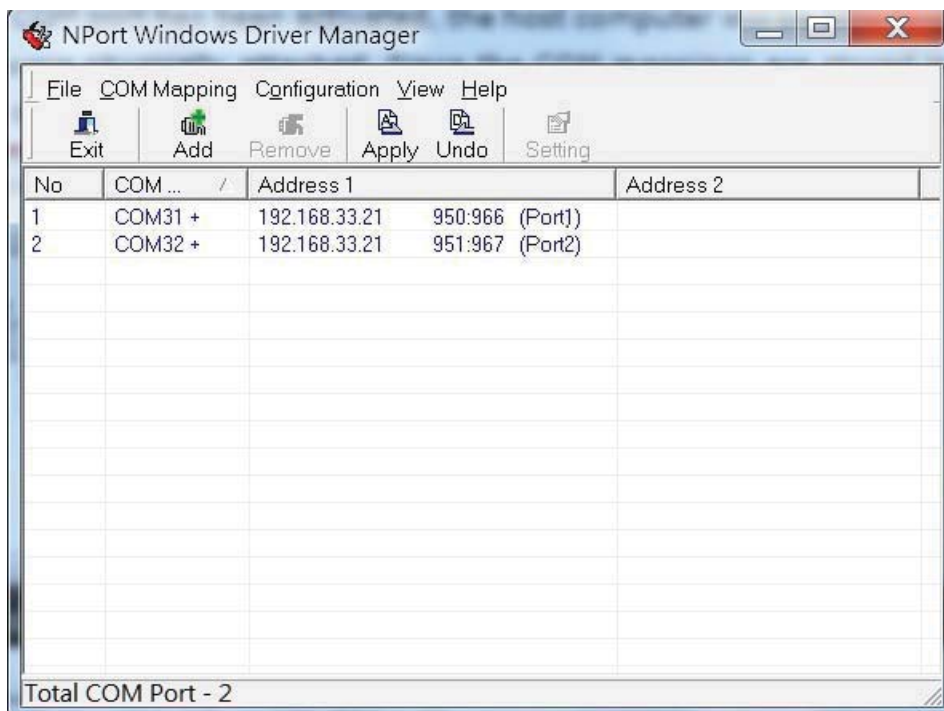 NPort Windows Driver Manager
File COM Mapping Configuration View Help
Exit Add Remove Apply Undo Setting
No COM ... Address 1 Address 2
1 COM31 + 192.168.33.21 950:966 (Port1)
2 COM32 + 192.168.33.21 951:967 (Port2)
Total COM Port - 2